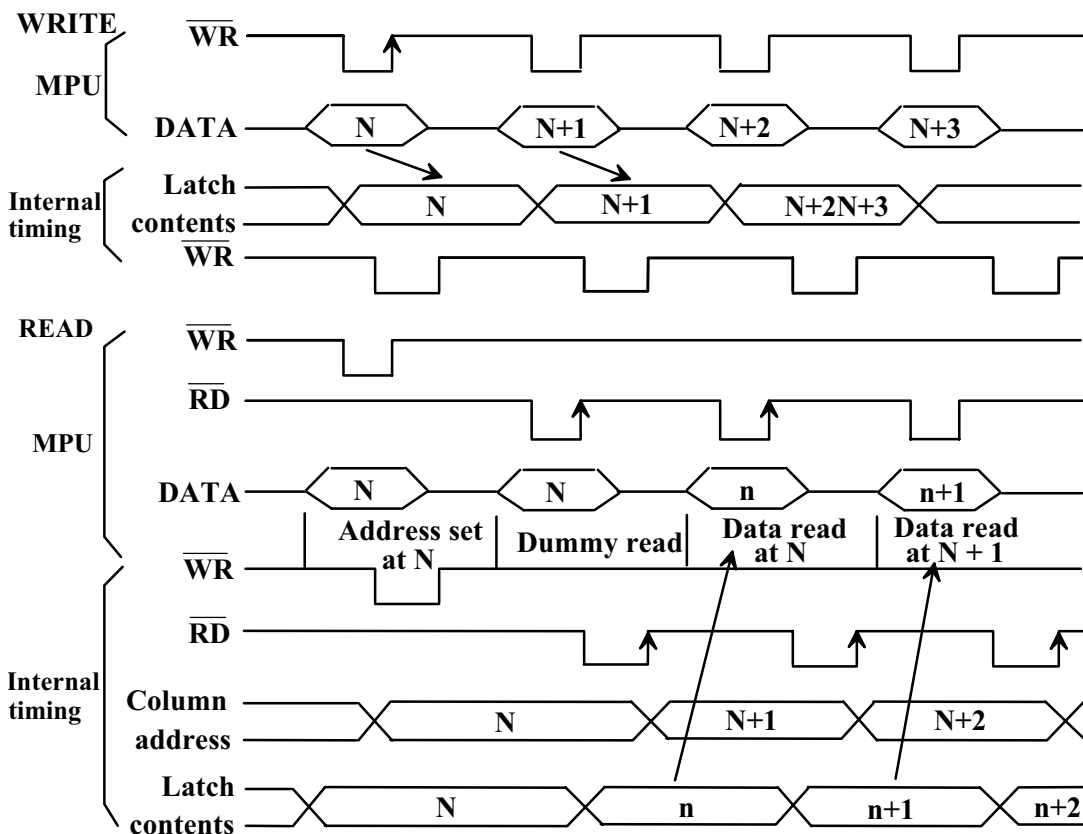 WRITE
WR
MPU
DATA
N
N+1
N+2
N+3
Internal
timing
Latch
contents
N
N+1
N+2N+3
WR
READ
WR
RD
MPU
DATA
N
N
n
n+1
Address set
at N
Dummy read
Data read
at N
Data read
at N + 1
WR
RD
Internal
timing
Column
address
N
N+1
N+2
Latch
contents
N
n
n+1
n+2